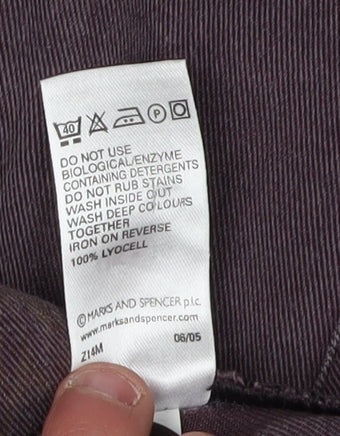 40 P
DO NOT USE
BIOLOGICAL/ENZYME
CONTAINING DETERGENTS
DO NOT RUB STAINS
WASH INSIDE OUT
WASH DEEP COLOURS
TOGETHER
IRON ON REVERSE
100% LYOCELL
© MARKS AND SPENCER p.l.c.
www.marksandspencer.com
Z14M 06/05